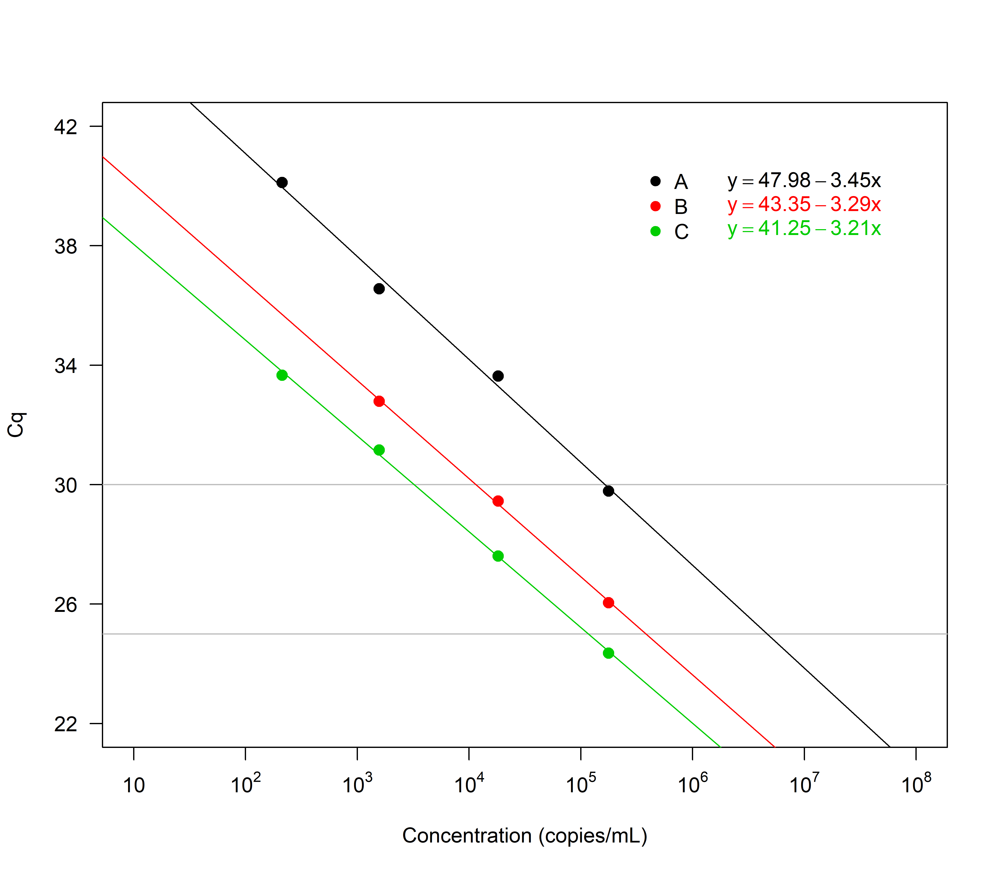 42
38
34
30
26
22
Cq
A y = 47.98 − 3.45x
B y = 43.35 − 3.29x
C y = 41.25 − 3.21x
10 10² 10³ 10⁴ 10⁵ 10⁶ 10⁷ 10⁸
Concentration (copies/mL)